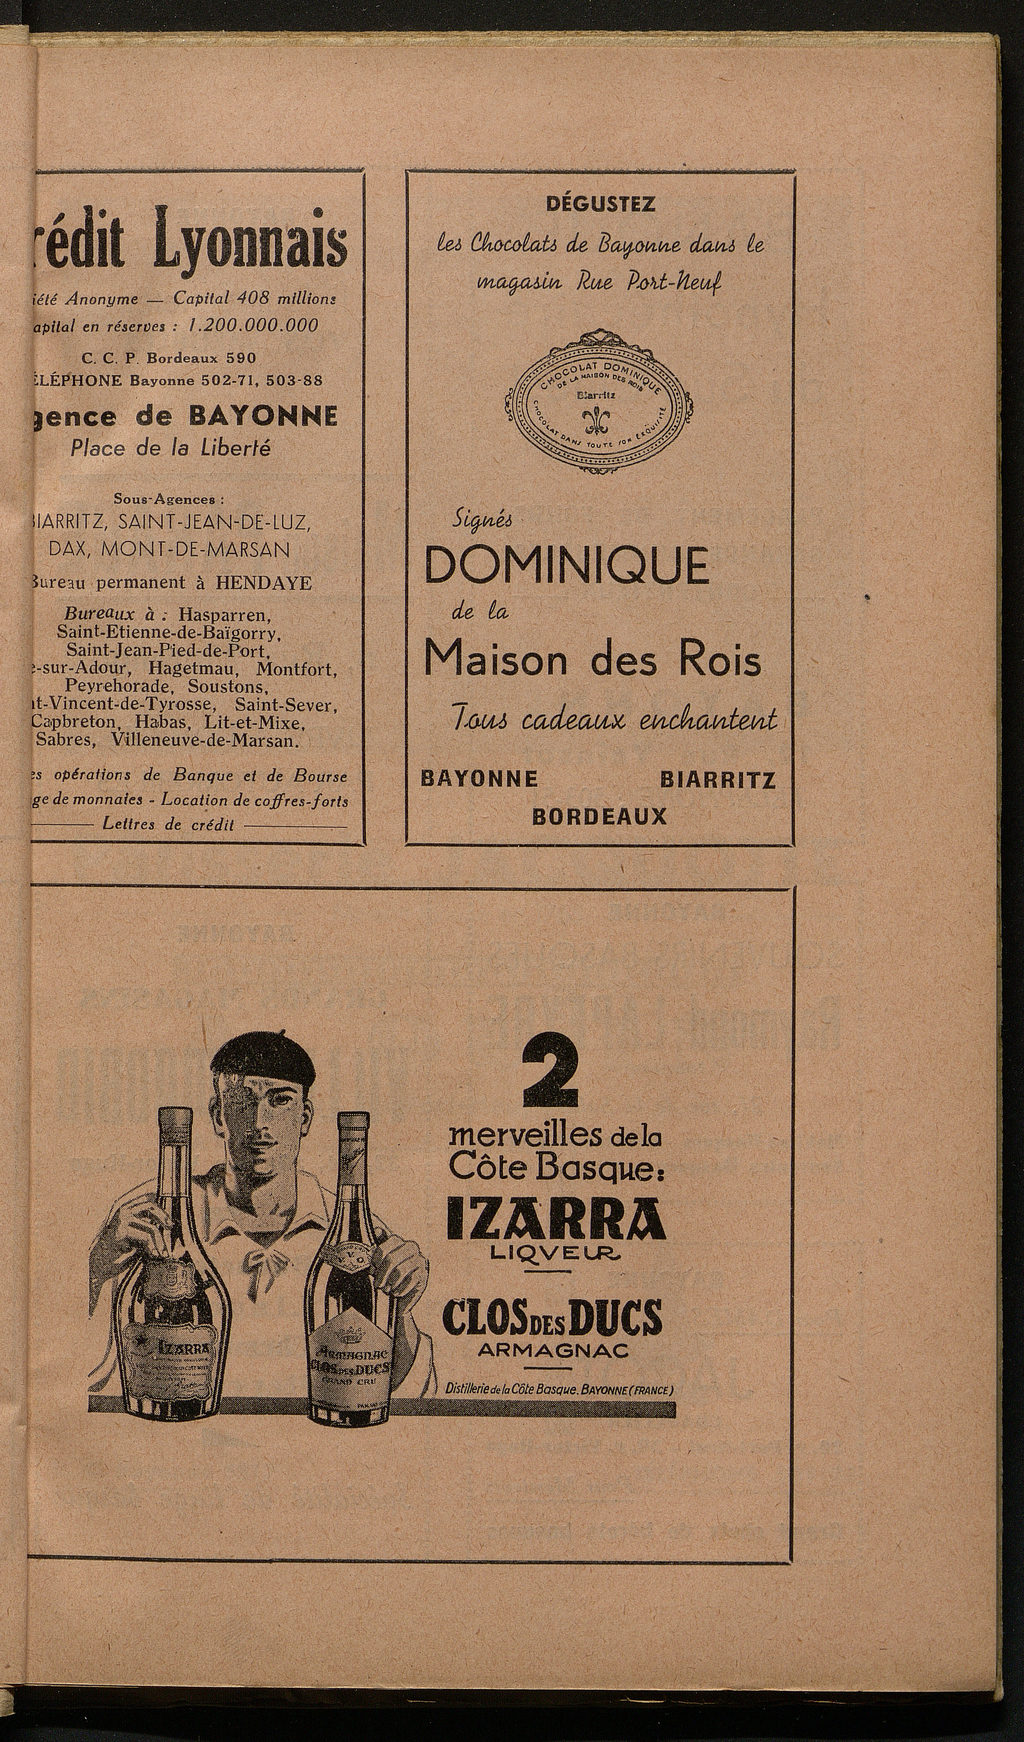 rédit Lyonnais
iété Anonyme — Capital 408 millions
apital en réserves : 1.200.000.000
C. C. P. Bordeaux 590
ÉLÉPHONE Bayonne 502-71, 503-88
gence de BAYONNE
Place de la Liberté
Sous-Agences :
BIARRITZ, SAINT-JEAN-DE-LUZ,
DAX, MONT-DE-MARSAN
Bureau permanent à HENDAYE
Bureaux à : Hasparren,
Saint-Etienne-de-Baïgorry,
Saint-Jean-Pied-de-Port,
e-sur-Adour, Hagetmau, Montfort,
Peyrehorade, Soustons,
nt-Vincent-de-Tyrosse, Saint-Sever,
Capbreton, Habas, Lit-et-Mixe,
Sabres, Villeneuve-de-Marsan.
es opérations de Banque et de Bourse
ge de monnaies - Location de coffres-forts
Lettres de crédit
DÉGUSTEZ
les Chocolats de Bayonne dans le
magasin Rue Port-Neuf
CHOCOLAT DOMINIQUE
DE LA MAISON DES ROIS
Biarritz
CHOCOLAT DANS TOUTE SON EXQUISITÉ
Signés
DOMINIQUE
de la
Maison des Rois
Tous cadeaux enchantent
BAYONNE BIARRITZ
BORDEAUX
2
merveilles de la
Côte Basque:
IZARRA
LIQVEUR
CLOS DES DUCS
ARMAGNAC
Distillerie de la Côte Basque. BAYONNE (FRANCE)
IZARRA
V.V.O
ARMAGNAC
CLOS DES DUCS
GRAND CRU